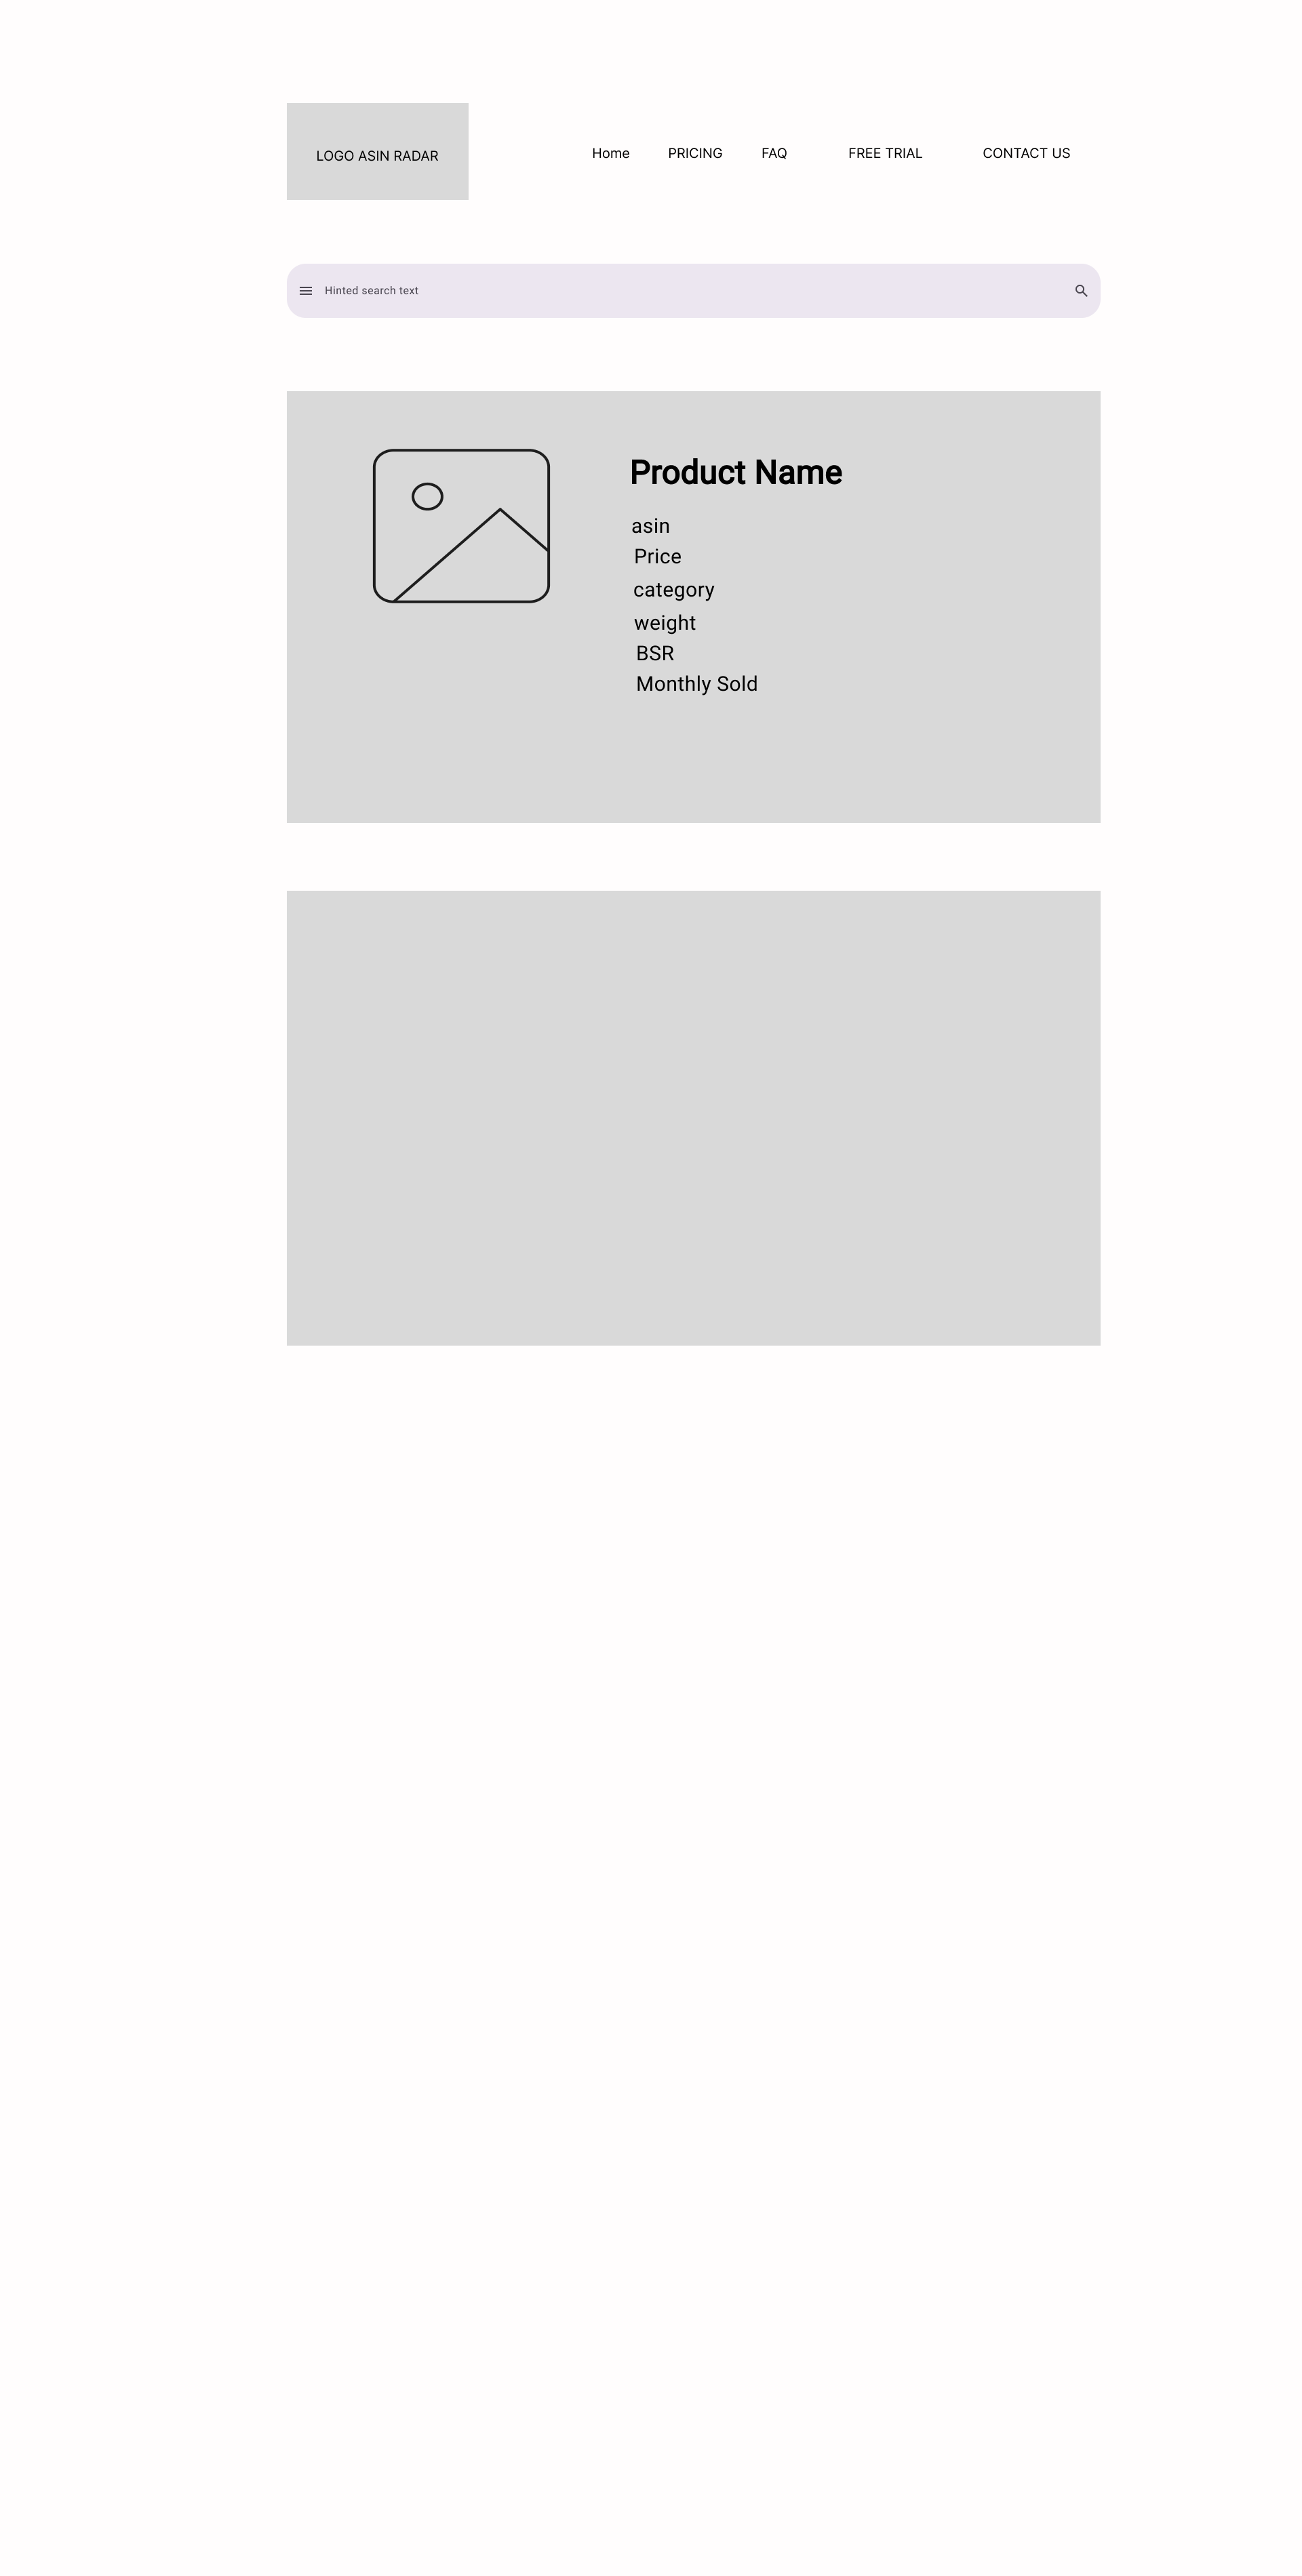 LOGO ASIN RADAR
Home PRICING FAQ FREE TRIAL CONTACT US
Hinted search text
Product Name
asin
Price
category
weight
BSR
Monthly Sold